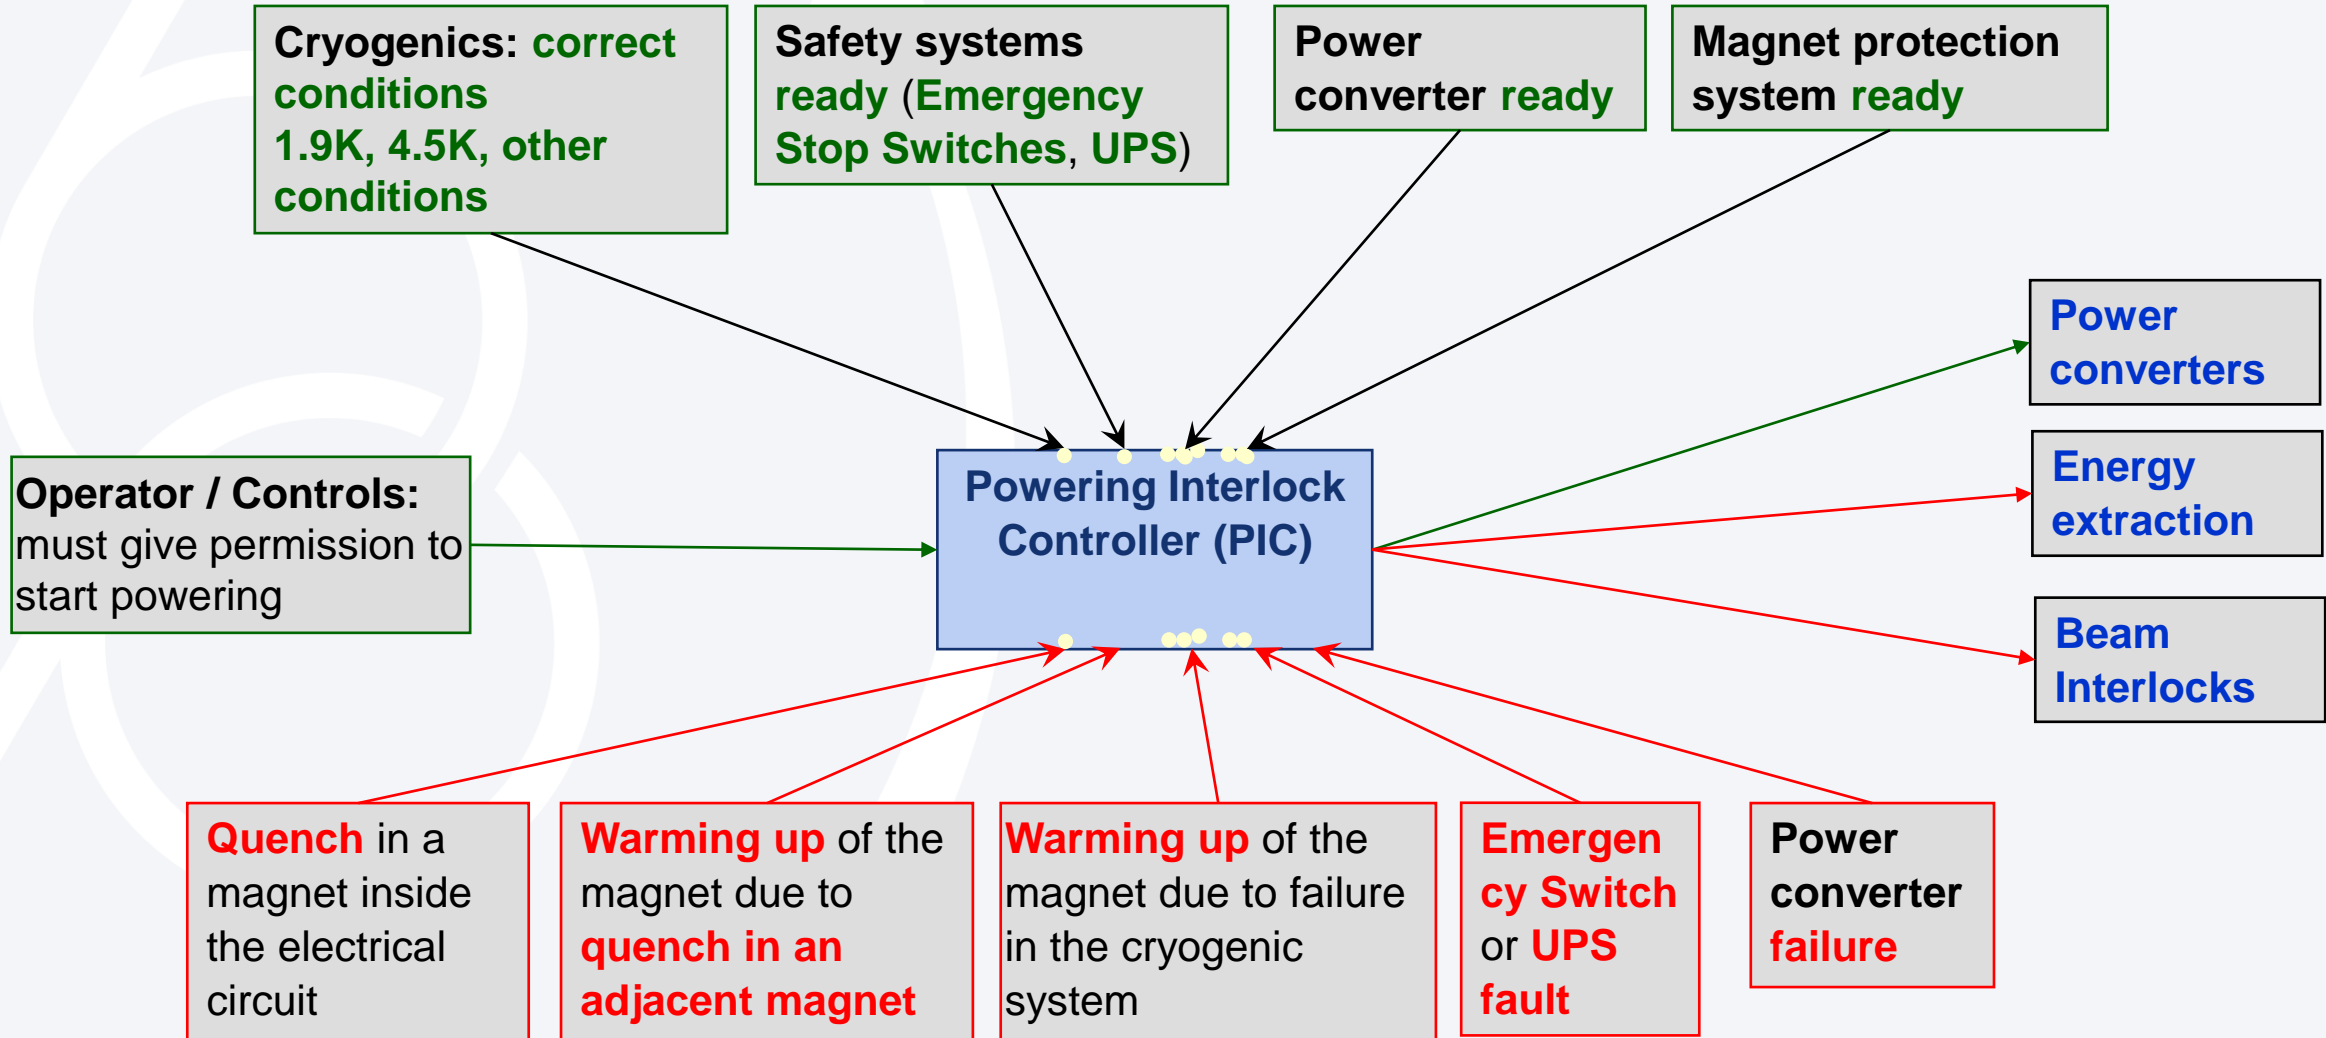 Cryogenics: correct
conditions
1.9K, 4.5K, other
conditions
Safety systems
ready (Emergency
Stop Switches, UPS)
Power
converter ready
Magnet protection
system ready
Power
converters
Operator / Controls:
must give permission to
start powering
Powering Interlock
Controller (PIC)
Energy
extraction
Beam
Interlocks
Quench in a
magnet inside
the electrical
circuit
Warming up of the
magnet due to
quench in an
adjacent magnet
Warming up of the
magnet due to failure
in the cryogenic
system
Emergen
cy Switch
or UPS
fault
Power
converter
failure